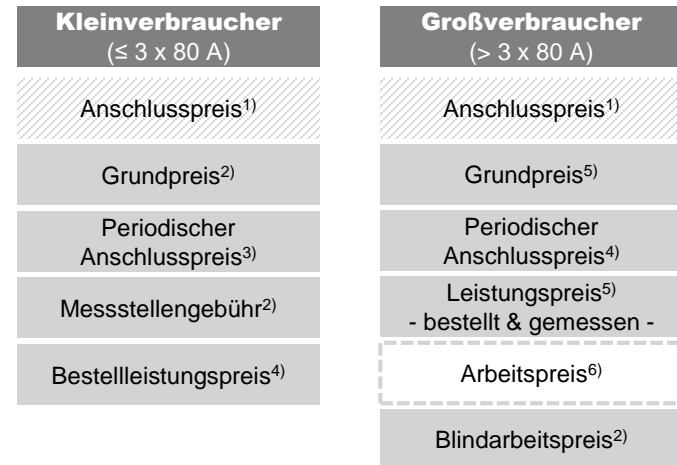 Kleinverbraucher
(≤ 3 x 80 A)
Anschlusspreis1)
Grundpreis2)
Periodischer
Anschlusspreis3)
Messstellengebühr2)
Bestellleistungspreis4)
Großverbraucher
(> 3 x 80 A)
Anschlusspreis1)
Grundpreis5)
Periodischer
Anschlusspreis4)
Leistungspreis5)
- bestellt & gemessen -
Arbeitspreis6)
Blindarbeitspreis2)